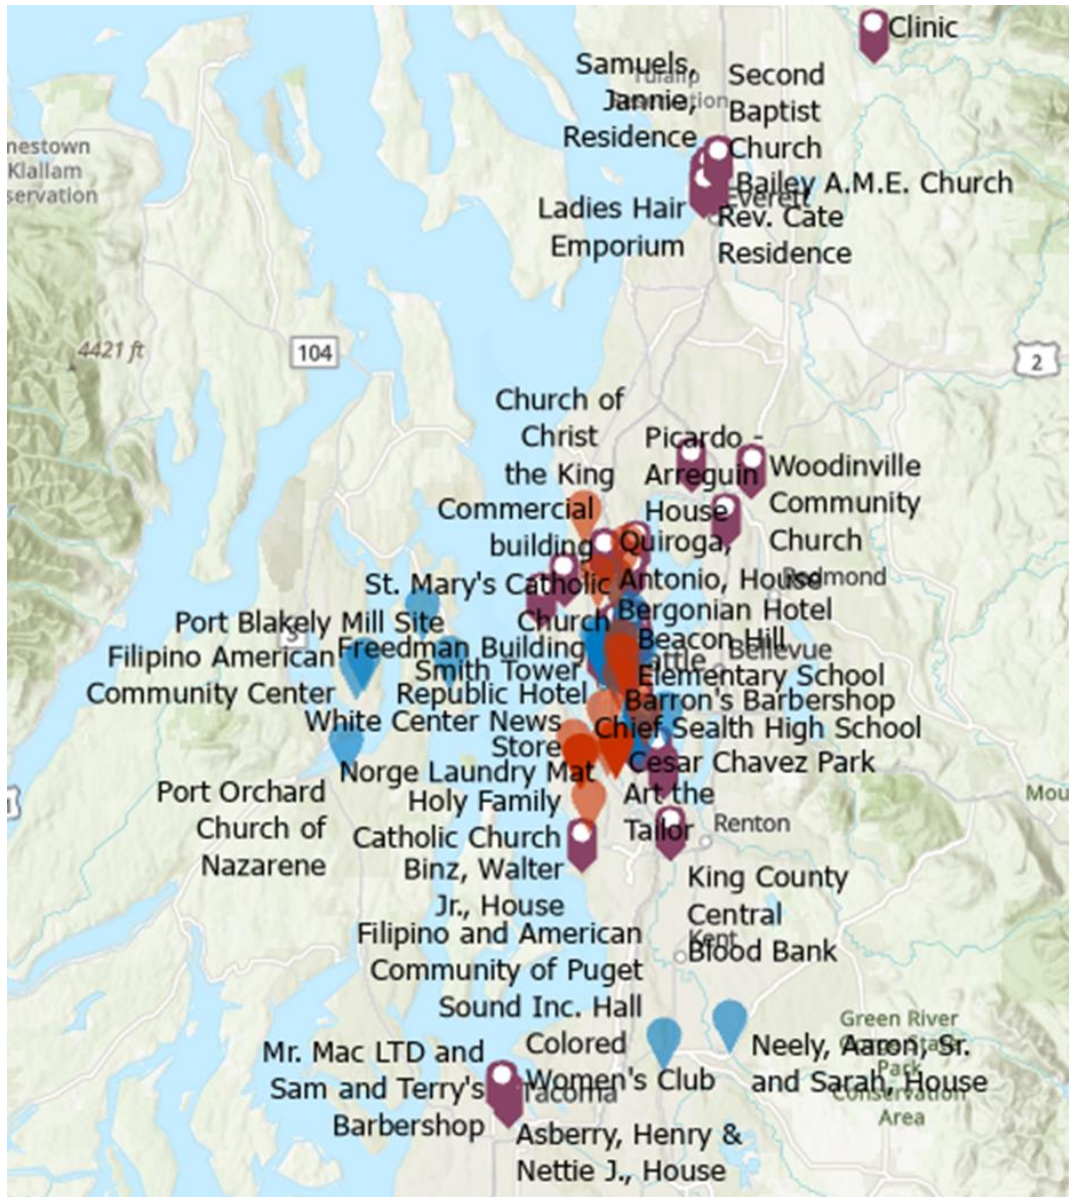 Clinic
Samuels,
Jannie,
Residence
Second
Baptist
Church
nestown
Klallam
servation
Bailey A.M.E. Church
Everett
Ladies Hair
Emporium
Rev. Cate
Residence
4421 ft
104
2
Church of
Christ
the King
Picardo -
Arreguin
House
Woodinville
Community
Church
Commercial
building
Quiroga,
Antonio, House
Redmond
St. Mary's Catholic
Church
Bergonian Hotel
Port Blakely Mill Site
Freedman Building
Beacon Hill
Elementary School
Bellevue
attle
Filipino American
Community Center
Smith Tower
Republic Hotel
Barron's Barbershop
White Center News
Store
Chief Sealth High School
Cesar Chavez Park
Norge Laundry Mat
Port Orchard
Church of
Nazarene
Holy Family
Catholic Church
Art the
Tailor
Renton
Mou
Binz, Walter
Jr., House
King County
Central
Blood Bank
Kent
Filipino and American
Community of Puget
Sound Inc. Hall
Green River
Park
Conservation
Area
Neely, Aaron, Sr.
and Sarah, House
Colored
Women's Club
Tacoma
Mr. Mac LTD and
Sam and Terry's
Barbershop
Asberry, Henry &
Nettie J., House